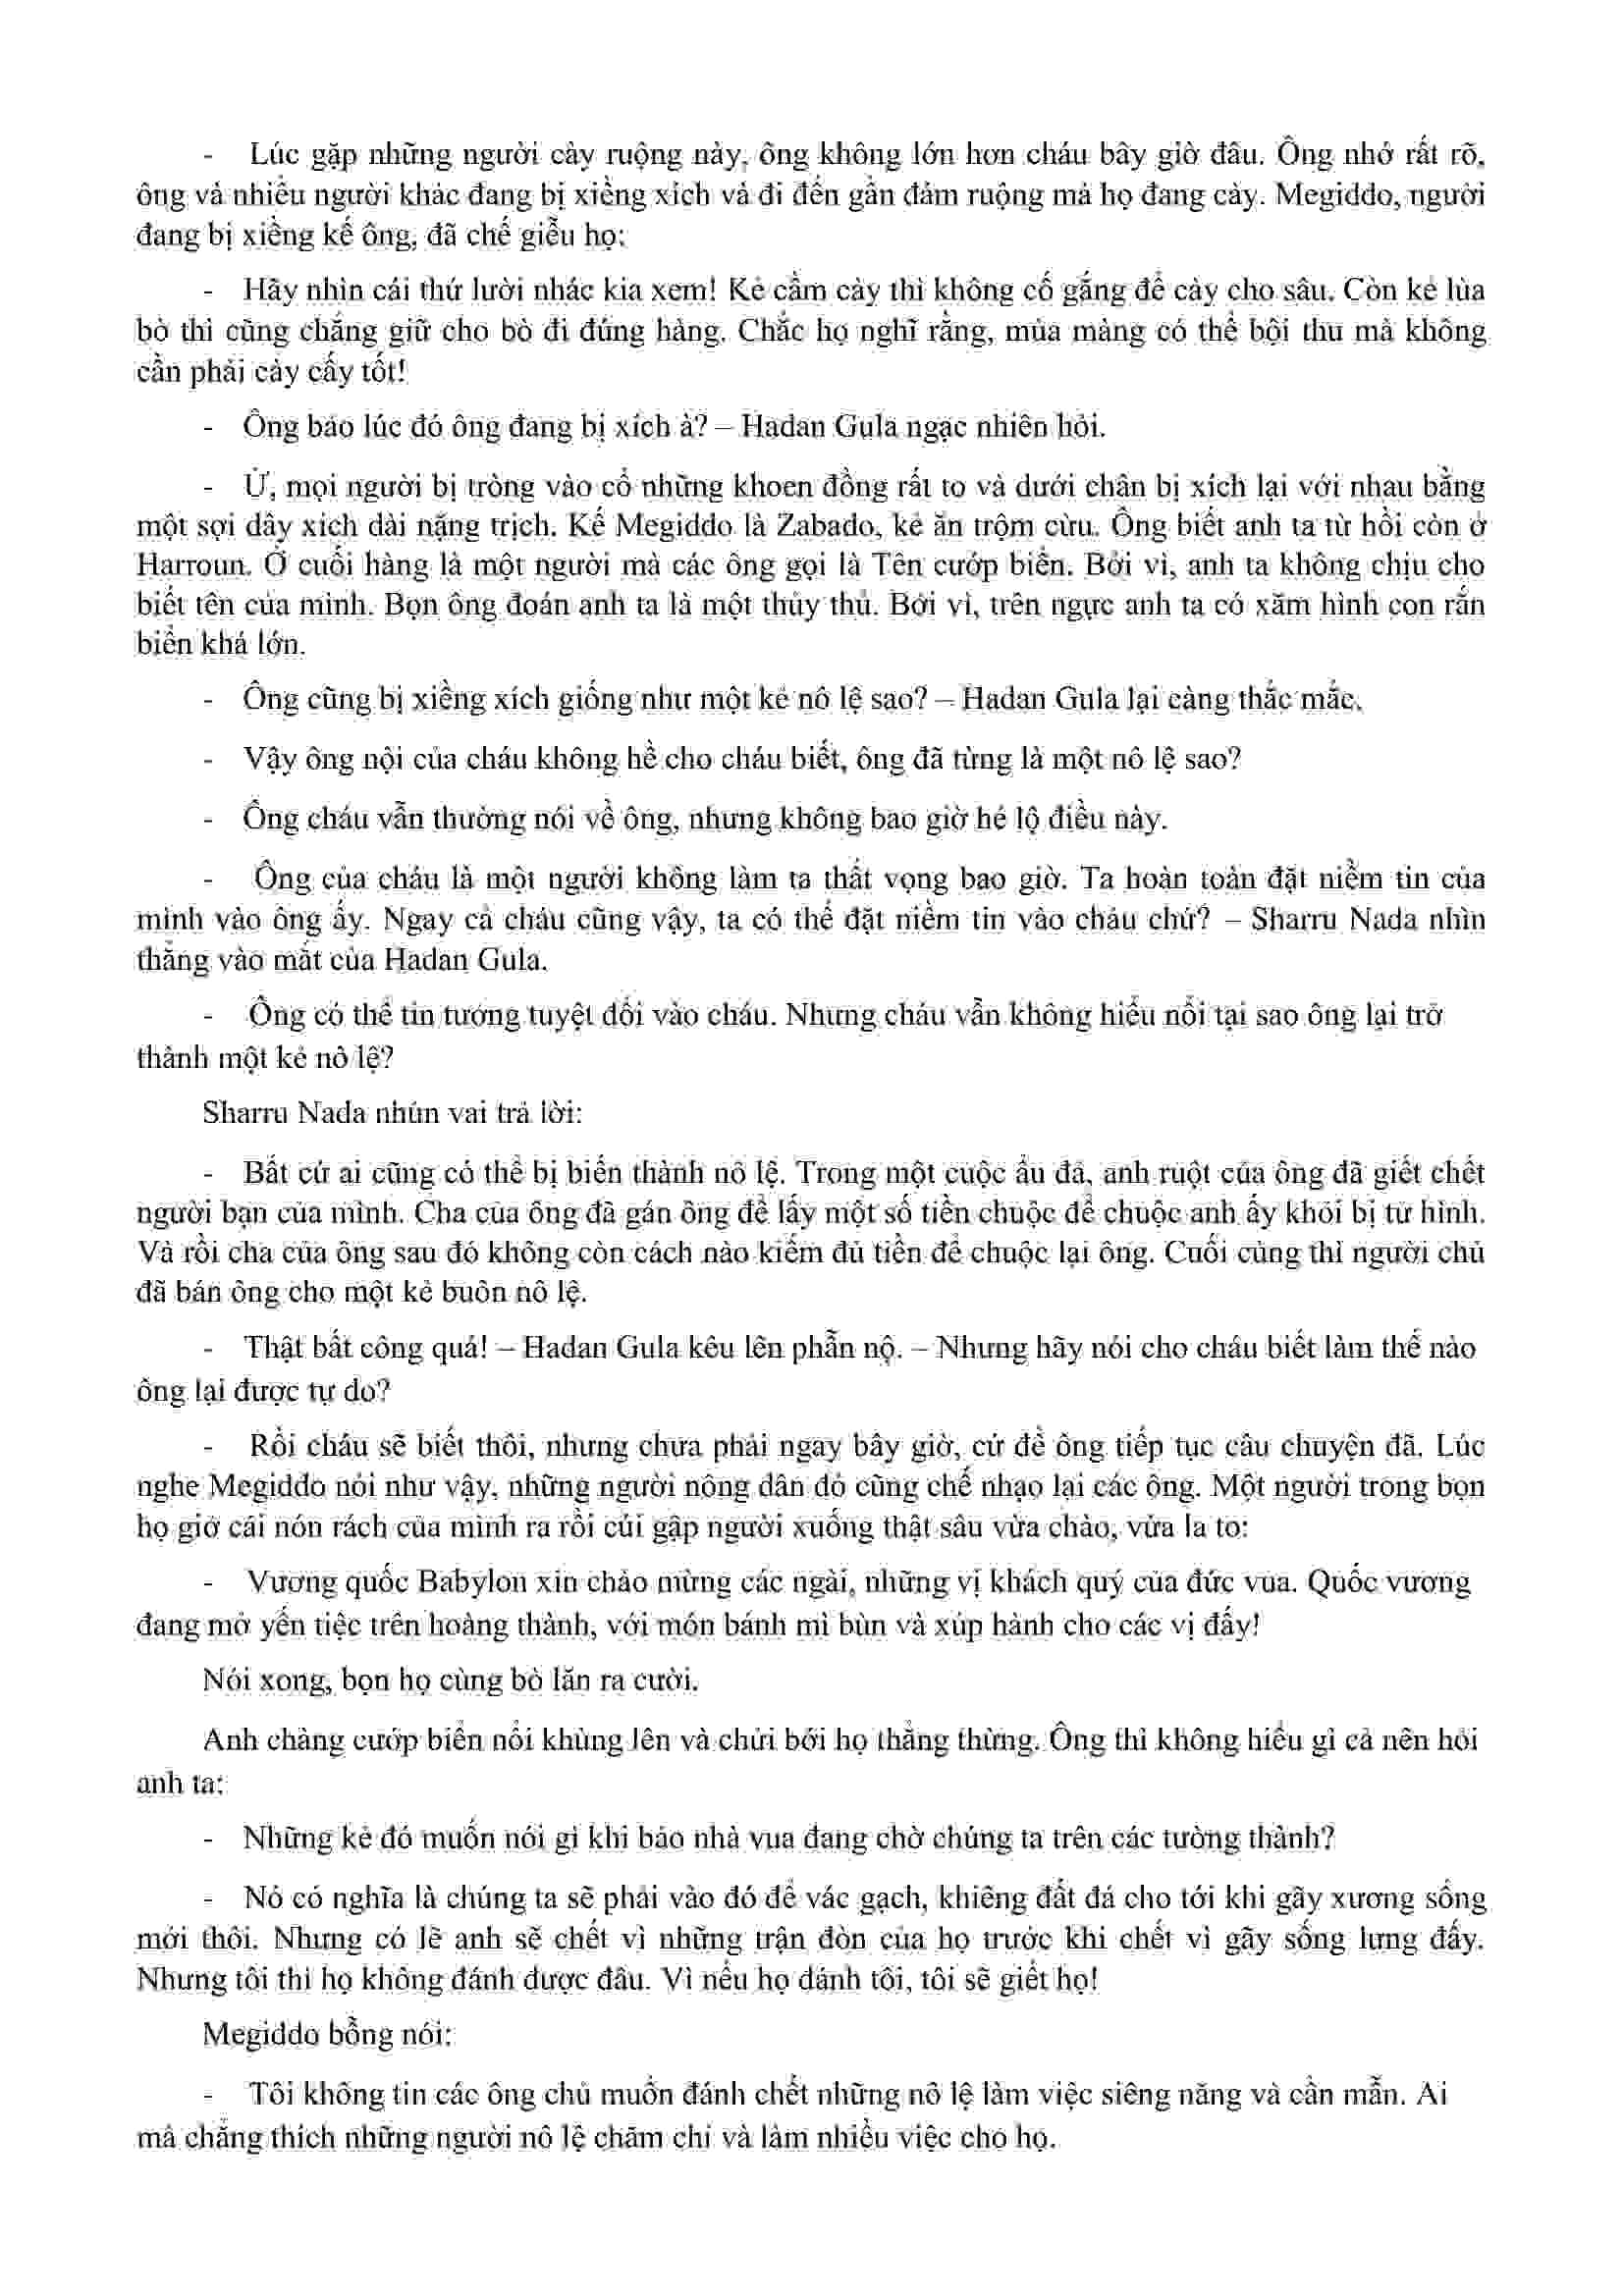 - Lúc gặp những người cày ruộng này, ông không lớn hơn cháu bây giờ đâu. Ông nhớ rất rõ,
ông và nhiều người khác đang bị xiềng xích và đi đến gần đám ruộng mà họ đang cày. Megiddo, người
đang bị xiềng kế ông, đã chế giễu họ:
- Hãy nhìn cái thứ lười nhác kia xem! Kẻ cầm cày thì không cố gắng để cày cho sâu. Còn kẻ lùa
bò thì cũng chẳng giữ cho bò đi đúng hàng. Chắc họ nghĩ rằng, mùa màng có thể bội thu mà không
cần phải cày cấy tốt!
- Ông bảo lúc đó ông đang bị xích à? – Hadan Gula ngạc nhiên hỏi.
- Ừ, mọi người bị tròng vào cổ những khoen đồng rất to và dưới chân bị xích lại với nhau bằng
một sợi dây xích dài nặng trịch. Kế Megiddo là Zabado, kẻ ăn trộm cừu. Ông biết anh ta từ hồi còn ở
Harroun. Ở cuối hàng là một người mà các ông gọi là Tên cướp biển. Bởi vì, anh ta không chịu cho
biết tên của mình. Bọn ông đoán anh ta là một thủy thủ. Bởi vì, trên ngực anh ta có xăm hình con rắn
biển khá lớn.
- Ông cũng bị xiềng xích giống như một kẻ nô lệ sao? – Hadan Gula lại càng thắc mắc.
- Vậy ông nội của cháu không hề cho cháu biết, ông đã từng là một nô lệ sao?
- Ông cháu vẫn thường nói về ông, nhưng không bao giờ hé lộ điều này.
- Ông của cháu là một người không làm ta thất vọng bao giờ. Ta hoàn toàn đặt niềm tin của
mình vào ông ấy. Ngay cả cháu cũng vậy, ta có thể đặt niềm tin vào cháu chứ? – Sharru Nada nhìn
thẳng vào mắt của Hadan Gula.
- Ông có thể tin tưởng tuyệt đối vào cháu. Nhưng cháu vẫn không hiểu nổi tại sao ông lại trở
thành một kẻ nô lệ?
Sharru Nada nhún vai trả lời:
- Bất cứ ai cũng có thể bị biến thành nô lệ. Trong một cuộc ẩu đả, anh ruột của ông đã giết chết
người bạn của mình. Cha của ông đã gán ông để lấy một số tiền chuộc để chuộc anh ấy khỏi bị tử hình.
Và rồi cha của ông sau đó không còn cách nào kiếm đủ tiền để chuộc lại ông. Cuối cùng thì người chủ
đã bán ông cho một kẻ buôn nô lệ.
- Thật bất công quá! – Hadan Gula kêu lên phẫn nộ. – Nhưng hãy nói cho cháu biết làm thế nào
ông lại được tự do?
- Rồi cháu sẽ biết thôi, nhưng chưa phải ngay bây giờ, cứ để ông tiếp tục câu chuyện đã. Lúc
nghe Megiddo nói như vậy, những người nông dân đó cũng chế nhạo lại các ông. Một người trong bọn
họ giở cái nón rách của mình ra rồi cúi gập người xuống thật sâu vừa chào, vừa la to:
- Vương quốc Babylon xin chào mừng các ngài, những vị khách quý của đức vua. Quốc vương
đang mở yến tiệc trên hoàng thành, với món bánh mì bùn và xúp hành cho các vị đấy!
Nói xong, bọn họ cùng bò lăn ra cười.
Anh chàng cướp biển nổi khùng lên và chửi bới họ thẳng thừng. Ông thì không hiểu gì cả nên hỏi
anh ta:
- Những kẻ đó muốn nói gì khi bảo nhà vua đang chờ chúng ta trên các tường thành?
- Nó có nghĩa là chúng ta sẽ phải vào đó để vác gạch, khiêng đất đá cho tới khi gãy xương sống
mới thôi. Nhưng có lẽ anh sẽ chết vì những trận đòn của họ trước khi chết vì gãy sống lưng đấy.
Nhưng tôi thì họ không đánh được đâu. Vì nếu họ đánh tôi, tôi sẽ giết họ!
Megiddo bỗng nói:
- Tôi không tin các ông chủ muốn đánh chết những nô lệ làm việc siêng năng và cần mẫn. Ai
mà chẳng thích những người nô lệ chăm chỉ và làm nhiều việc cho họ.